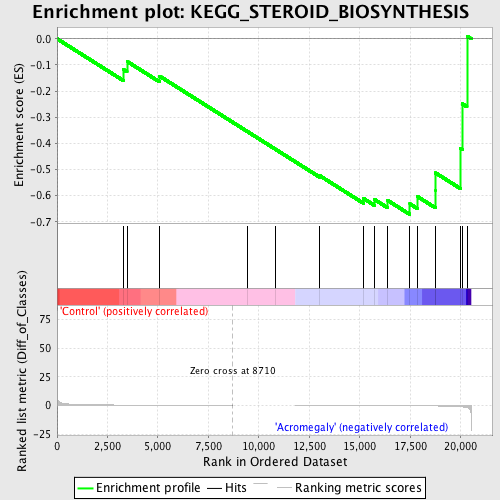 Enrichment plot: KEGG_STEROID_BIOSYNTHESIS
Enrichment score (ES)
0.0
-0.1
-0.2
-0.3
-0.4
-0.5
-0.6
-0.7
'Control' (positively correlated)
Ranked list metric (Diff_of_Classes)
75
50
25
0
-25
Zero cross at 8710
'Acromegaly' (negatively correlated)
0 2,500 5,000 7,500 10,000 12,500 15,000 17,500 20,000
Rank in Ordered Dataset
Enrichment profile Hits Ranking metric scores